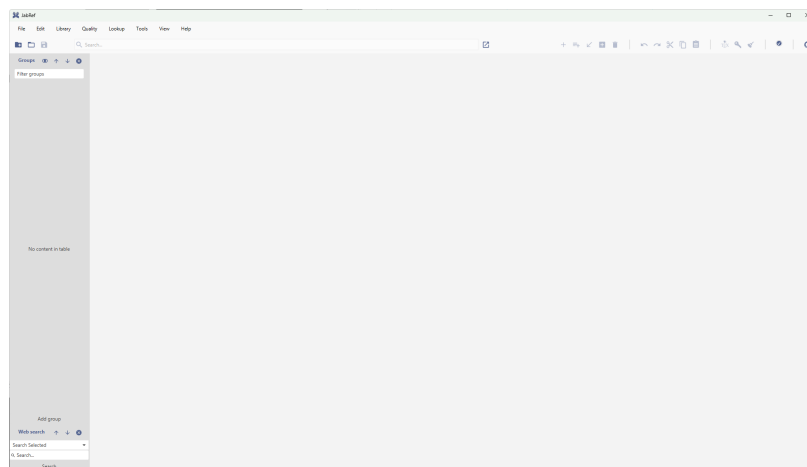 JabRef
File Edit Library Quality Lookup Tools View Help
Search...
Groups
Filter groups
No content in table
Add group
Web search
Search Selected
Search...
Search